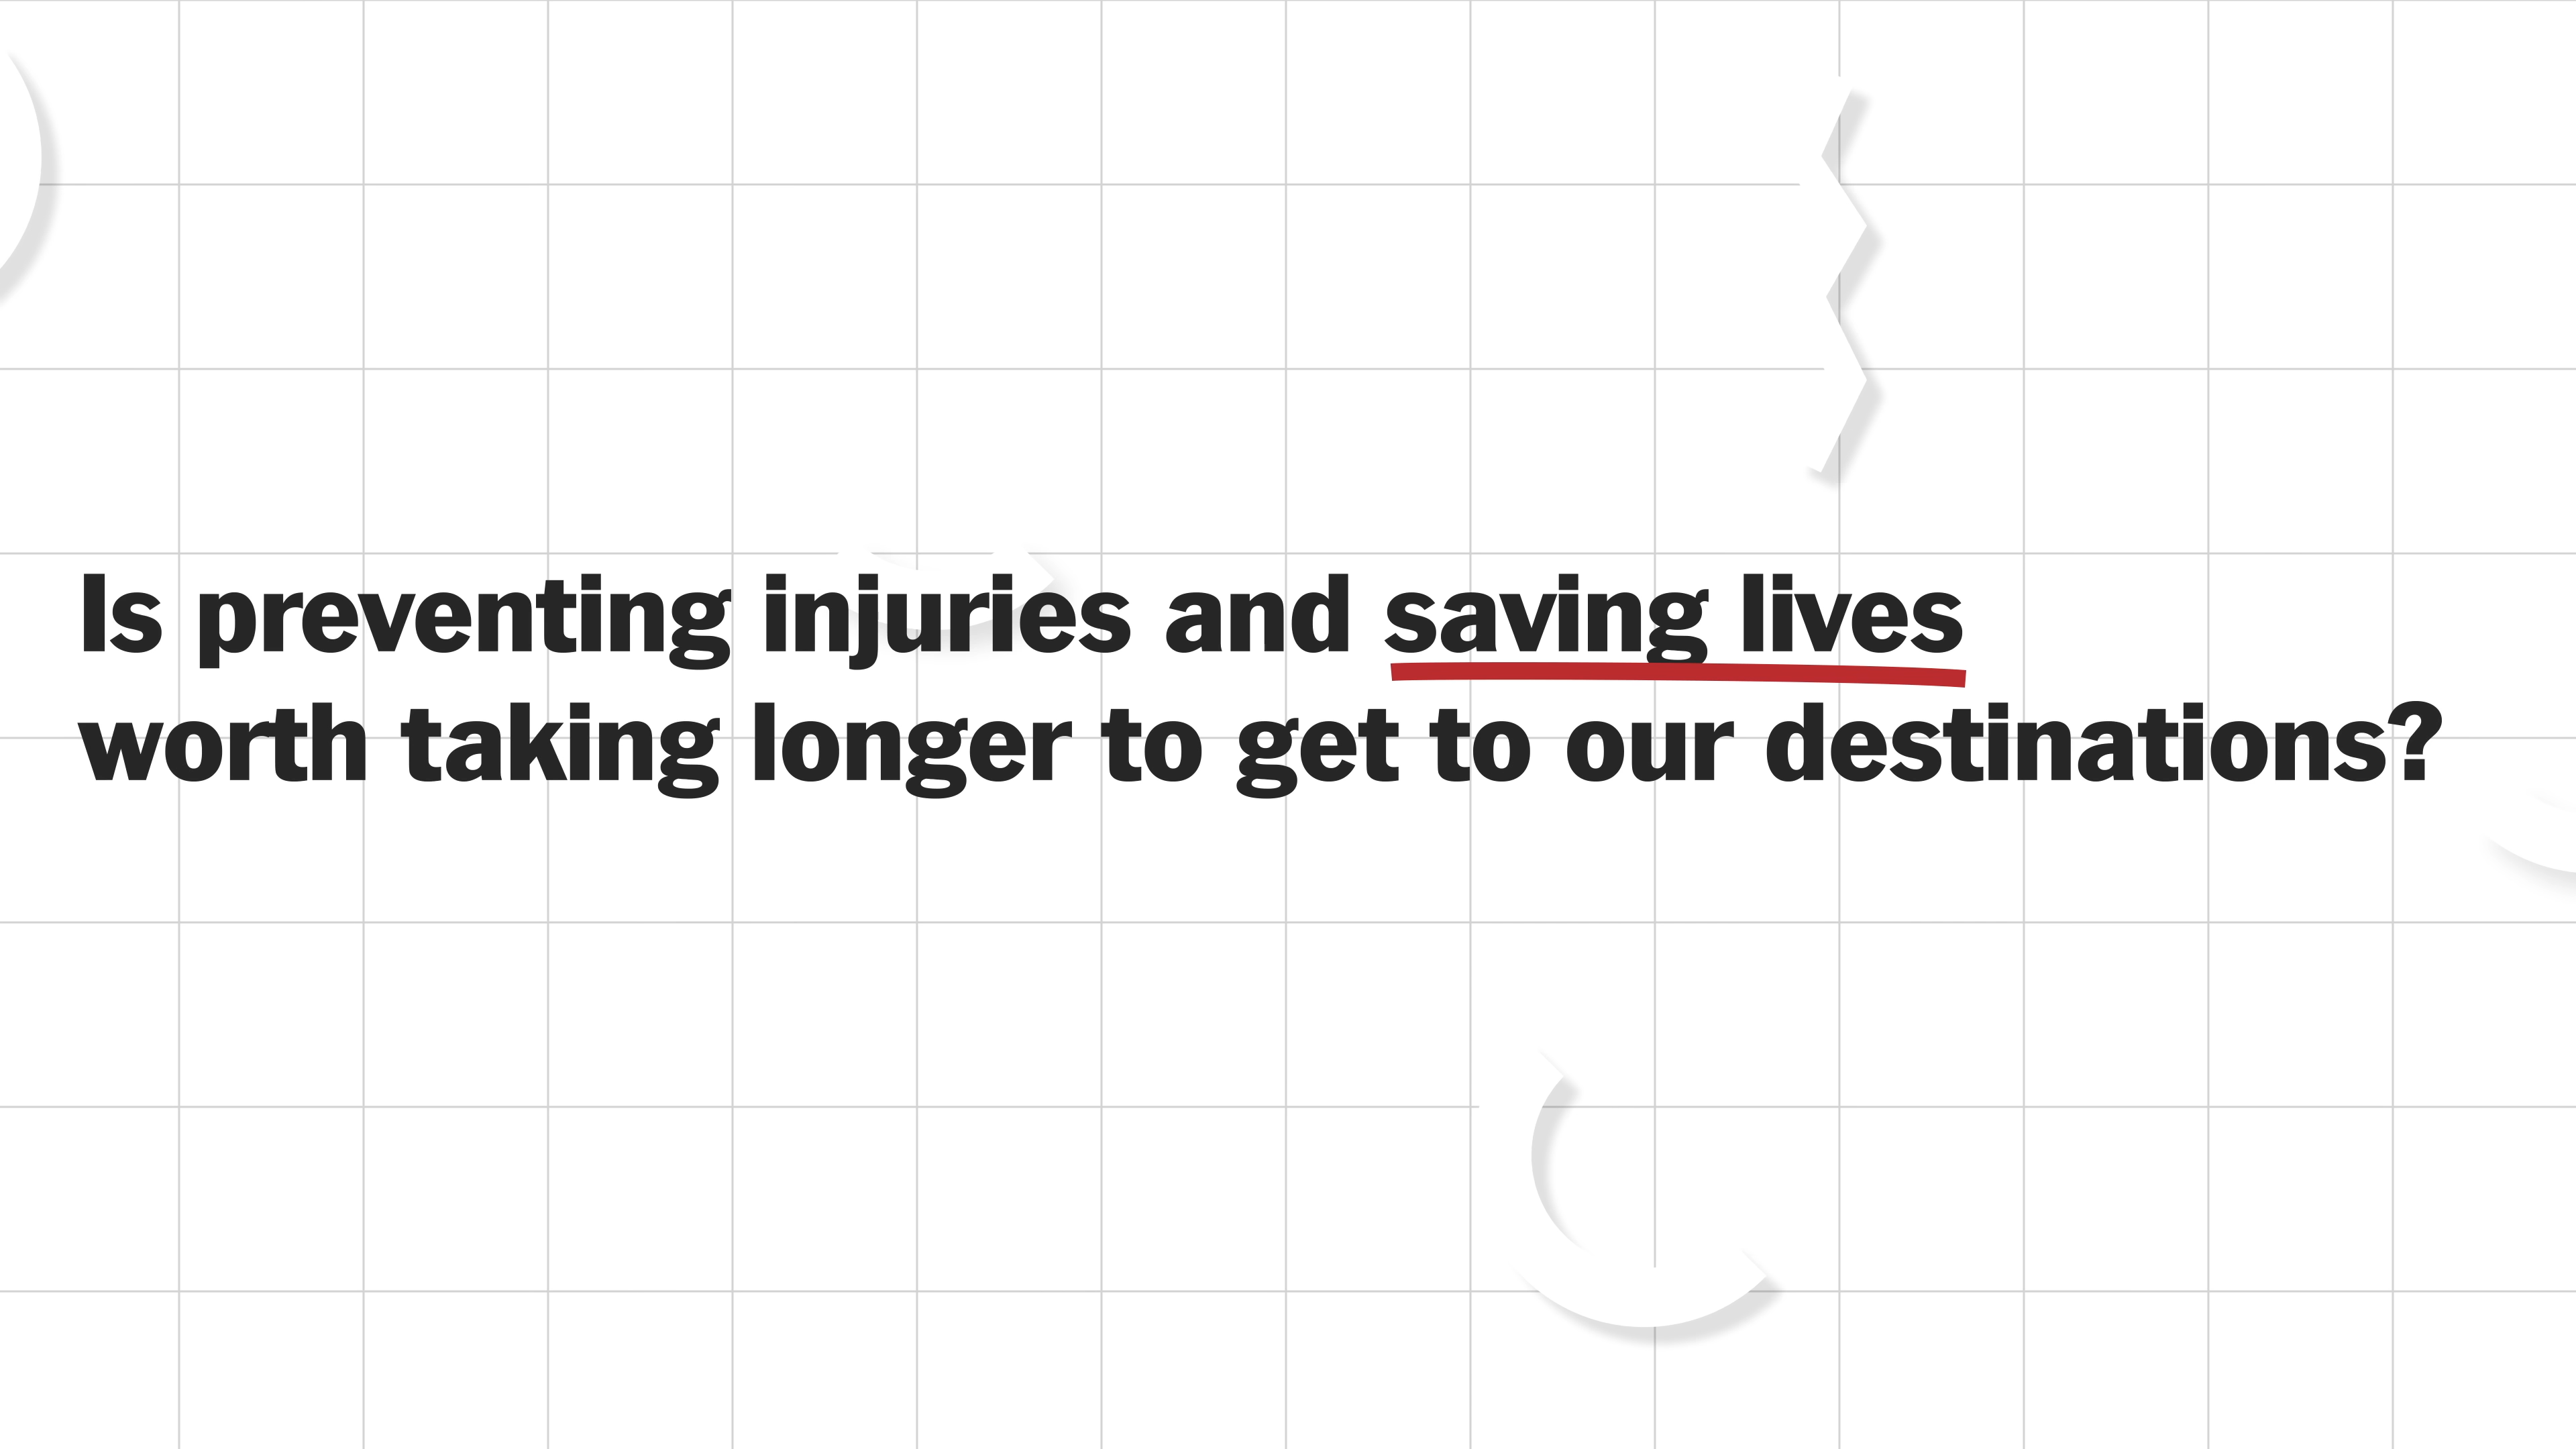 Is preventing injuries and saving lives
worth taking longer to get to our destinations?